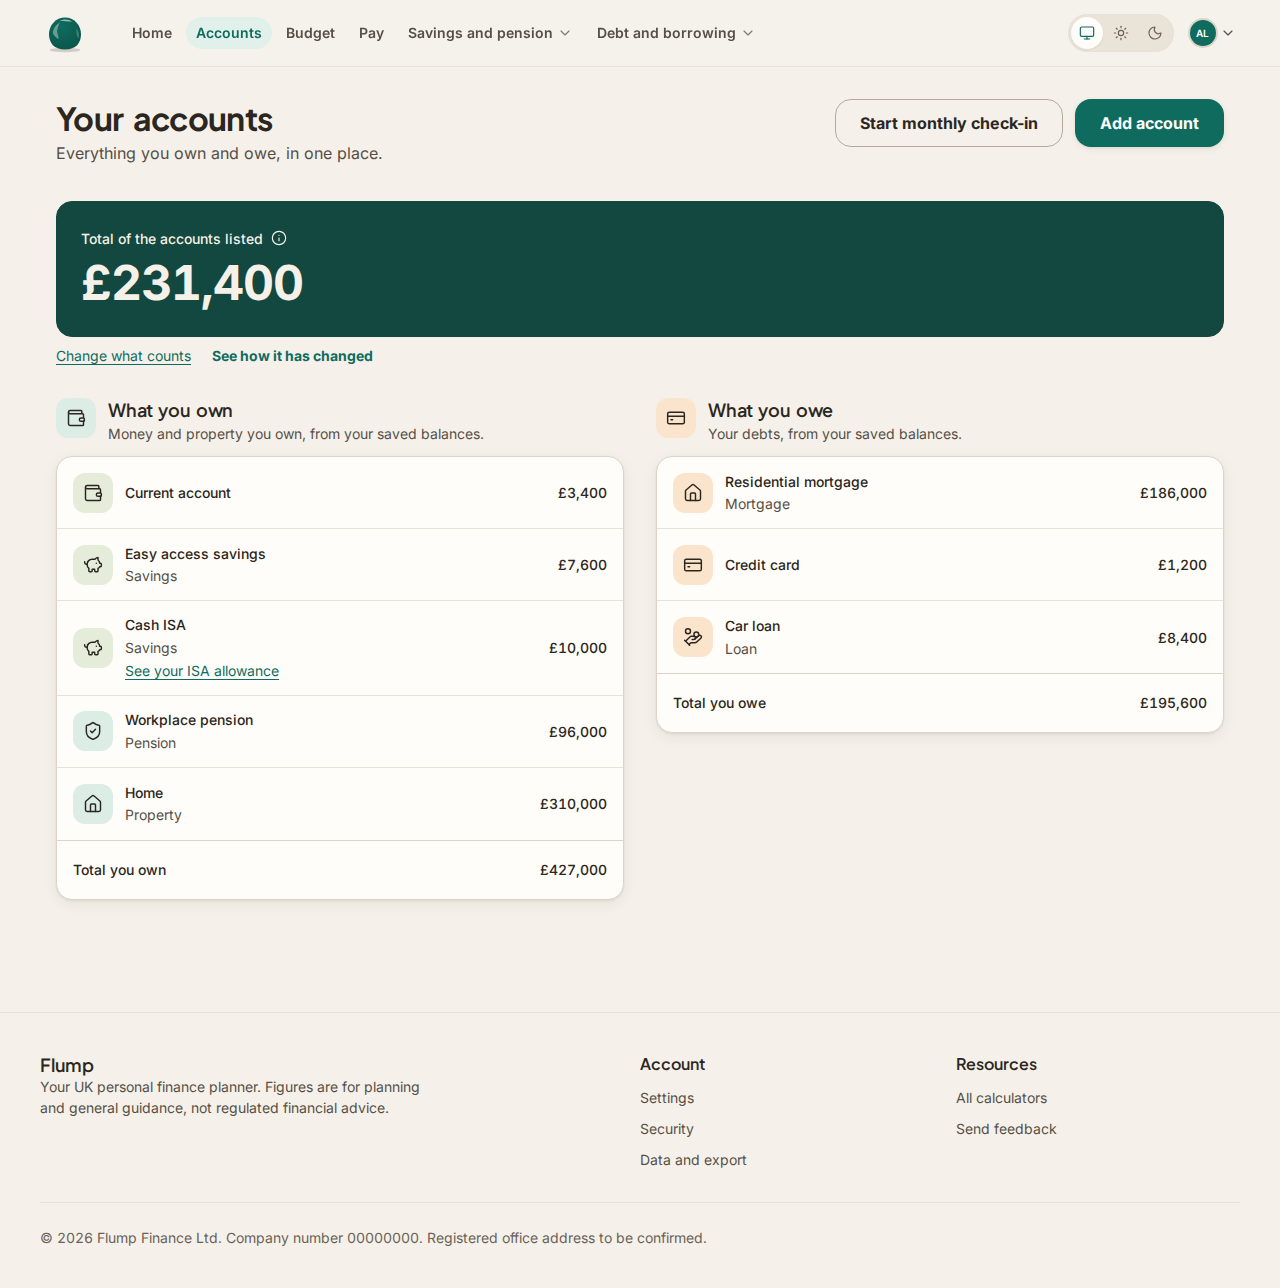 Home
Accounts
Budget
Pay
Savings and pension
Debt and borrowing
AL
Your accounts
Everything you own and owe, in one place.
Start monthly check-in
Add account
Total of the accounts listed
£231,400
Change what counts
See how it has changed
What you own
Money and property you own, from your saved balances.
Current account
£3,400
Easy access savings
Savings
£7,600
Cash ISA
Savings
See your ISA allowance
£10,000
Workplace pension
Pension
£96,000
Home
Property
£310,000
Total you own
£427,000
What you owe
Your debts, from your saved balances.
Residential mortgage
Mortgage
£186,000
Credit card
£1,200
Car loan
Loan
£8,400
Total you owe
£195,600
Flump
Your UK personal finance planner. Figures are for planning
and general guidance, not regulated financial advice.
Account
Settings
Security
Data and export
Resources
All calculators
Send feedback
© 2026 Flump Finance Ltd. Company number 00000000. Registered office address to be confirmed.